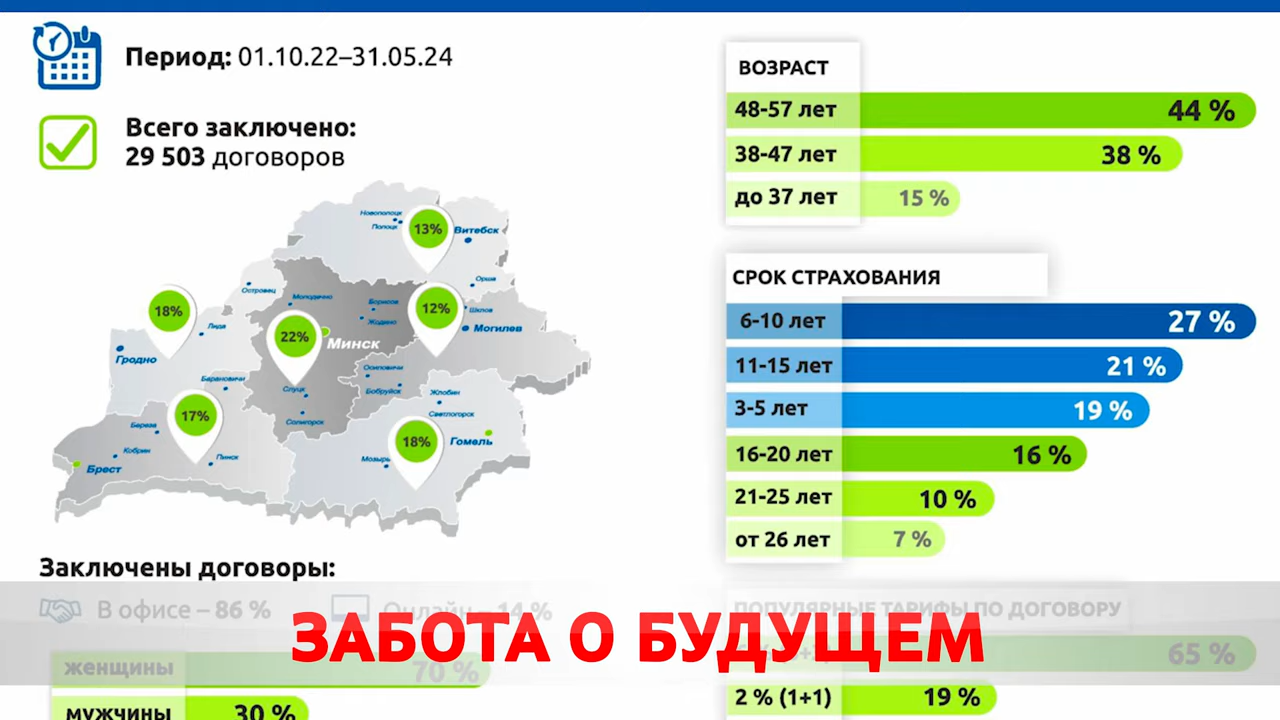 Период: 01.10.22–31.05.24
Всего заключено:
29 503 договоров
Новополоцк
Полоцк
13%
Витебск
Орша
Островец
Молодечно
Борисов
Жодино
12%
Шклов
Могилев
18%
Лида
22%
Минск
Гродно
Барановичи
Слуцк
Осиповичи
Бобруйск
Жлобин
Светлогорск
17%
Береза
Солигорск
18%
Гомель
Кобрин
Пинск
Мозырь
Брест
Заключены договоры:
В офисе – 86 %
Онлайн – 14 %
женщины 70 %
мужчины 30 %
ВОЗРАСТ
48-57 лет 44 %
38-47 лет 38 %
до 37 лет 15 %
СРОК СТРАХОВАНИЯ
6-10 лет 27 %
11-15 лет 21 %
3-5 лет 19 %
16-20 лет 16 %
21-25 лет 10 %
от 26 лет 7 %
ПОПУЛЯРНЫЕ ТАРИФЫ ПО ДОГОВОРУ
65 %
2 % (1+1) 19 %
ЗАБОТА О БУДУЩЕМ